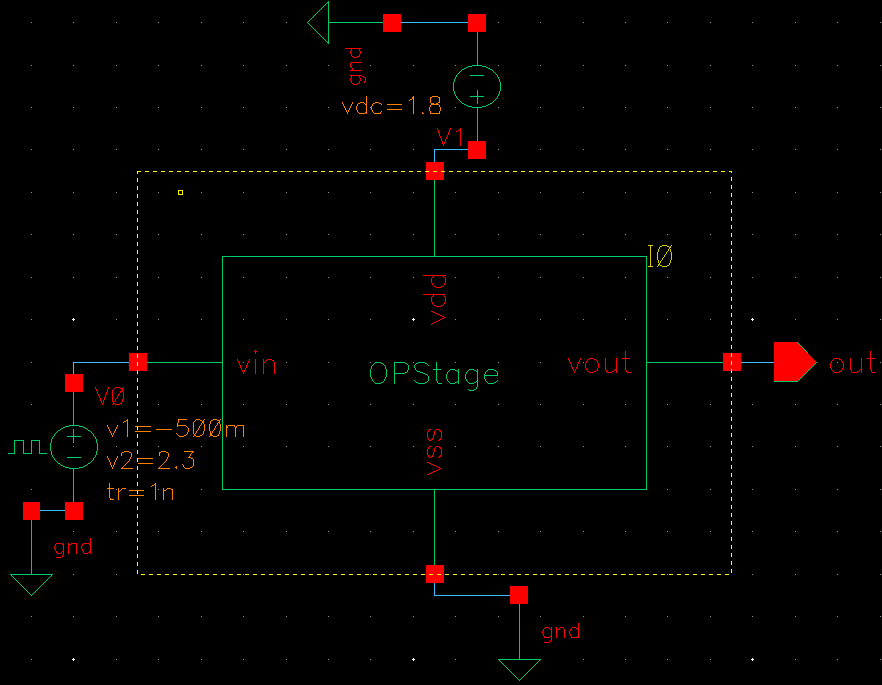 gnd
vdc=1.8
V1
I0
vdd
vin
OPStage
vout
out
V0
v1=-500m
v2=2.3
tr=1n
vss
gnd
gnd